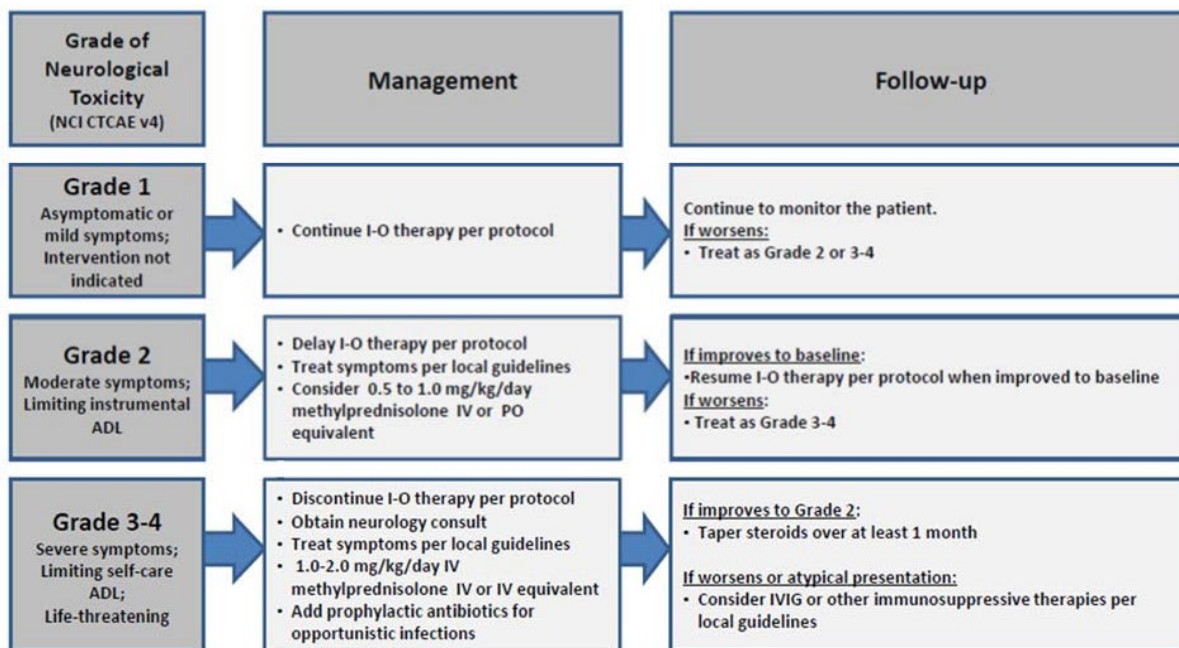 Grade of
Neurological
Toxicity
(NCI CTCAE v4)
Management
Follow-up
Grade 1
Asymptomatic or
mild symptoms;
Intervention not
indicated
• Continue I-O therapy per protocol
Continue to monitor the patient.
If worsens:
• Treat as Grade 2 or 3-4
Grade 2
Moderate symptoms;
Limiting instrumental
ADL
• Delay I-O therapy per protocol
• Treat symptoms per local guidelines
• Consider 0.5 to 1.0 mg/kg/day
methylprednisolone IV or PO
equivalent
If improves to baseline:
•Resume I-O therapy per protocol when improved to baseline
If worsens:
• Treat as Grade 3-4
Grade 3-4
Severe symptoms;
Limiting self-care
ADL;
Life-threatening
• Discontinue I-O therapy per protocol
• Obtain neurology consult
• Treat symptoms per local guidelines
• 1.0-2.0 mg/kg/day IV
methylprednisolone IV or IV equivalent
• Add prophylactic antibiotics for
opportunistic infections
If improves to Grade 2:
• Taper steroids over at least 1 month
If worsens or atypical presentation:
• Consider IVIG or other immunosuppressive therapies per
local guidelines